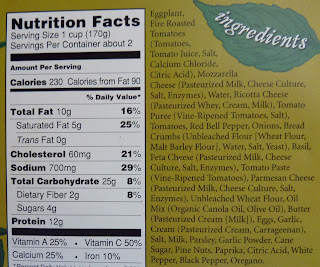 Nutrition Facts
Serving Size 1 cup (170g)
Servings Per Container about 2
Amount Per Serving
Calories 230 Calories from Fat 90
% Daily Value*
Total Fat 10g 16%
Saturated Fat 5g 25%
Trans Fat 0g
Cholesterol 60mg 21%
Sodium 700mg 29%
Total Carbohydrate 25g 8%
Dietary Fiber 2g 8%
Sugars 4g
Protein 12g
Vitamin A 25% • Vitamin C 50%
Calcium 25% • Iron 10%
ingredients
Eggplant,
Fire Roasted
Tomatoes
(Tomatoes,
Tomato Juice, Salt,
Calcium Chloride,
Citric Acid), Mozzarella
Cheese (Pasteurized Milk, Cheese Culture,
Salt, Enzymes), Water, Ricotta Cheese
(Pasteurized Whey, Cream, Milk), Tomato
Puree (Vine-Ripened Tomatoes, Salt),
Tomatoes, Red Bell Pepper, Onions, Bread
Crumbs (Unbleached Flour [Wheat Flour,
Malt Barley Flour], Water, Salt, Yeast), Basil,
Feta Cheese (Pasteurized Milk, Cheese
Culture, Salt, Enzymes), Tomato Paste
(Vine-Ripened Tomatoes), Parmesan Cheese
(Pasteurized Milk, Cheese Culture, Salt,
Enzymes), Unbleached Wheat Flour, Oil
Mix (Organic Canola Oil, Olive Oil), Butter
(Pasteurized Cream [Milk]), Eggs, Garlic,
Cream (Pasteurized Cream, Carrageenan),
Salt, Milk, Parsley, Garlic Powder, Cane
Sugar, Pine Nuts, Paprika, Citric Acid, White
Pepper, Black Pepper, Oregano.